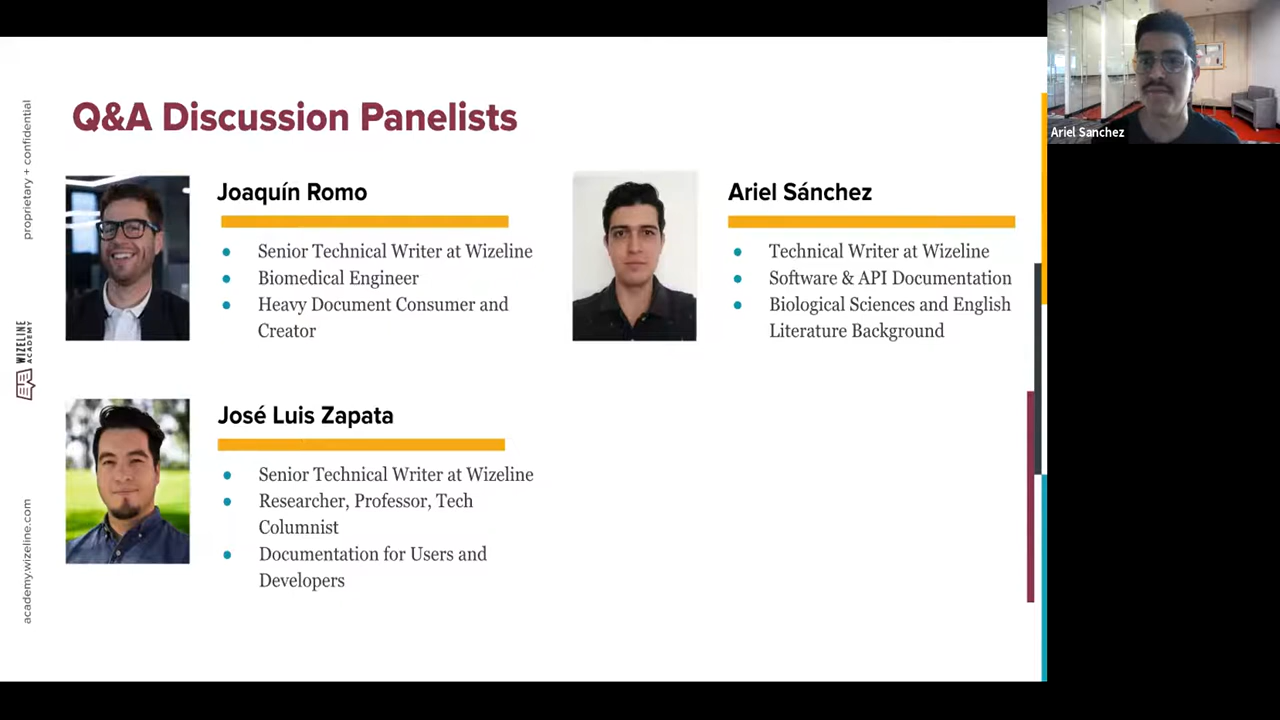 Q&A Discussion Panelists
Joaquín Romo
● Senior Technical Writer at Wizeline
● Biomedical Engineer
● Heavy Document Consumer and
Creator
Ariel Sánchez
● Technical Writer at Wizeline
● Software & API Documentation
● Biological Sciences and English
Literature Background
José Luis Zapata
● Senior Technical Writer at Wizeline
● Researcher, Professor, Tech
Columnist
● Documentation for Users and
Developers
proprietary + confidential
WIZELINE
ACADEMY
academy.wizeline.com
Ariel Sanchez